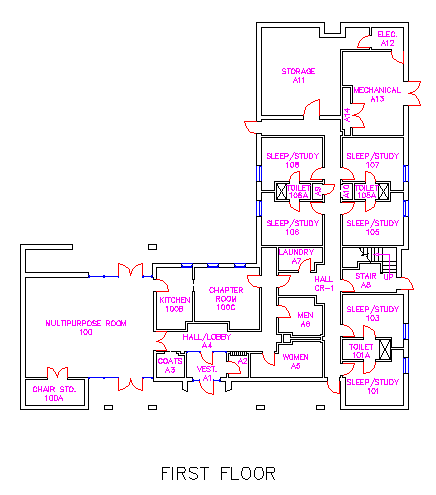 ELEC.
A12
STORAGE
A11
MECHANICAL
A13
A14
SLEEP/STUDY
108
SLEEP/STUDY
107
TOILET
106A
A9
A10
TOILET
105A
SLEEP/STUDY
106
SLEEP/STUDY
105
LAUNDRY
A7
HALL
CR-1
STAIR
A8
UP
KITCHEN
100B
CHAPTER
ROOM
100C
MULTIPURPOSE ROOM
100
SLEEP/STUDY
103
MEN
A6
HALL/LOBBY
A4
TOILET
101A
WOMEN
A5
COATS
A3
VEST.
A1
A2
CHAIR STO.
100A
SLEEP/STUDY
101
FIRST FLOOR